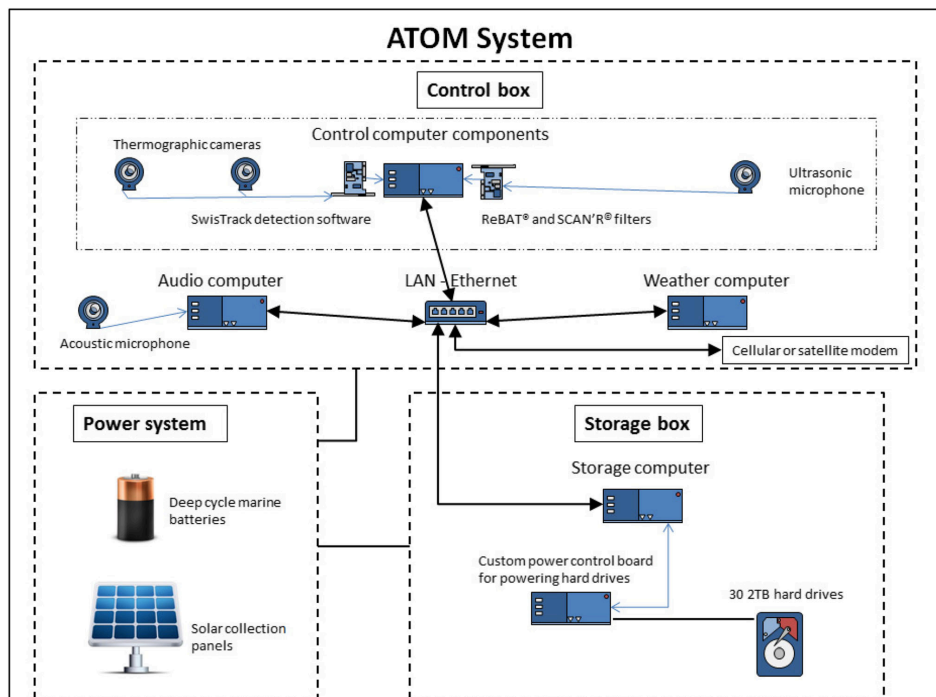 ATOM System
Control box
Control computer components
Thermographic cameras
Ultrasonic
microphone
SwisTrack detection software
ReBAT® and SCAN'R® filters
Audio computer
LAN - Ethernet
Weather computer
Acoustic microphone
Cellular or satellite modem
Power system
Deep cycle marine
batteries
Solar collection
panels
Storage box
Storage computer
Custom power control board
for powering hard drives
30 2TB hard drives